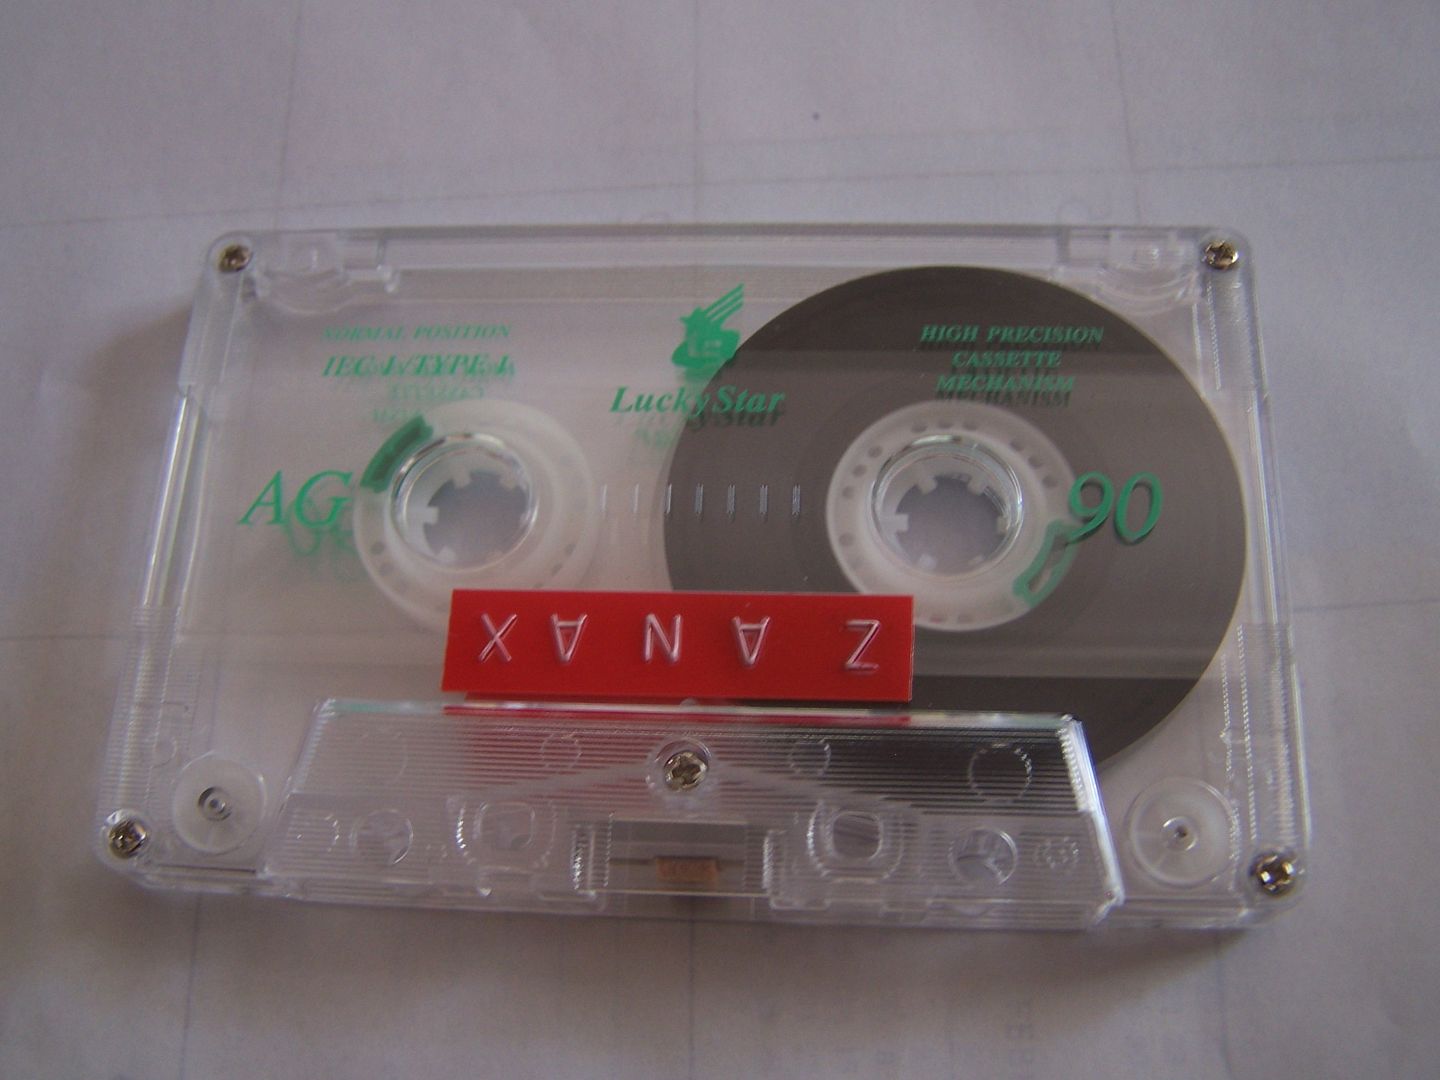 NORMAL POSITION
IEC I/TYPE I
LuckyStar
HIGH PRECISION
CASSETTE
MECHANISM
AG
90
ZANAX